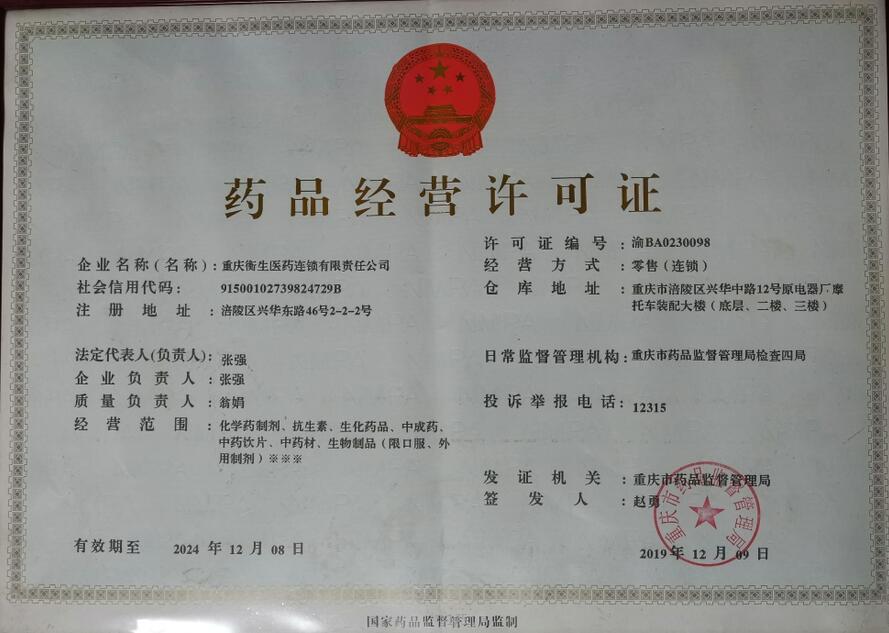 药品经营许可证
企业名称(名称):重庆衡生医药连锁有限责任公司
社会信用代码:91500102739824729B
注册地址:涪陵区兴华东路46号2-2-2号
法定代表人(负责人):张强
企业负责人:张强
质量负责人:翁娟
经营范围:化学药制剂、抗生素、生化药品、中成药、
中药饮片、中药材、生物制品(限口服、外
用制剂)※※※
有效期至 2024 年 12 月 08 日
许可证编号:渝BA0230098
经营方式:零售(连锁)
仓库地址:重庆市涪陵区兴华中路12号原电器厂摩
托车装配大楼(底层、二楼、三楼)
日常监督管理机构:重庆市药品监督管理局检查四局
投诉举报电话:12315
发证机关:重庆市药品监督管理局
签发人:赵勇
重庆市药品监督管理局
2019 年 12 月 09 日
国家药品监督管理局监制